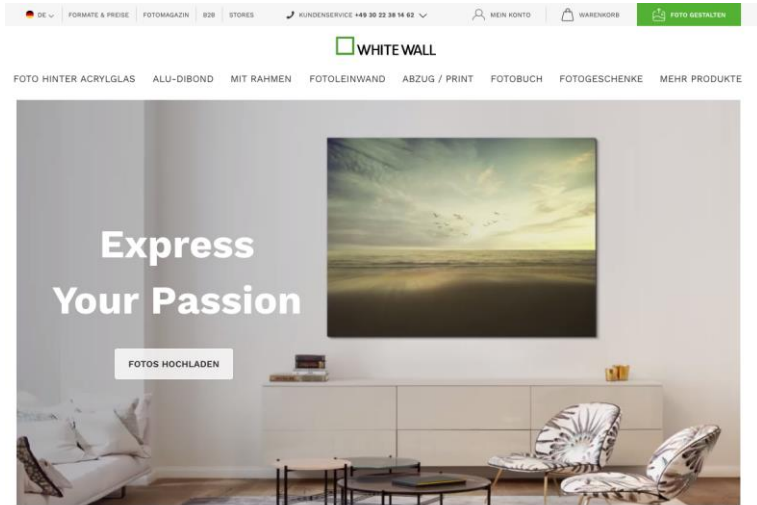 DE
FORMATE & PREISE
FOTOMAGAZIN
B2B
STORES
KUNDENSERVICE +49 30 22 38 14 62
MEIN KONTO
WARENKORB
FOTO GESTALTEN
WHITE WALL
FOTO HINTER ACRYLGLAS
ALU-DIBOND
MIT RAHMEN
FOTOLEINWAND
ABZUG / PRINT
FOTOBUCH
FOTOGESCHENKE
MEHR PRODUKTE
Express
Your Passion
FOTOS HOCHLADEN